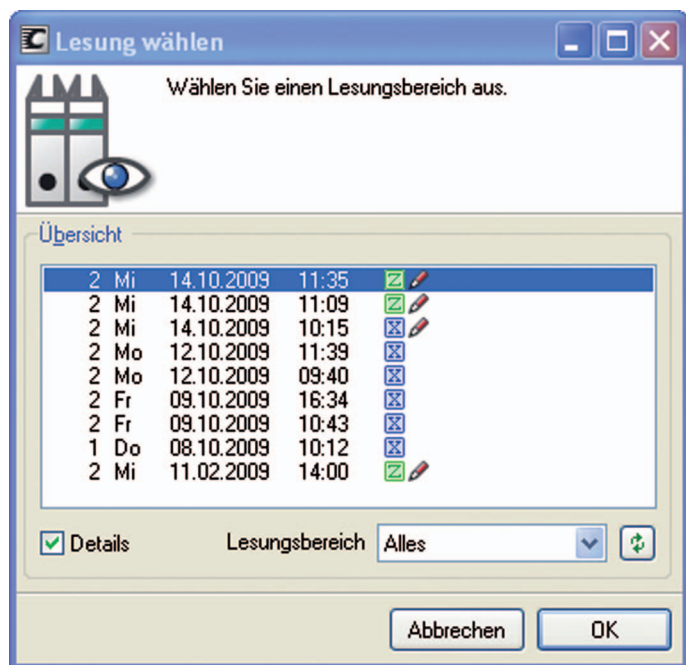 Lesung wählen
Wählen Sie einen Lesungsbereich aus.
Übersicht
2 Mi 14.10.2009 11:35 Z
2 Mi 14.10.2009 11:09 Z
2 Mi 14.10.2009 10:15 X
2 Mo 12.10.2009 11:39 X
2 Mo 12.10.2009 09:40 X
2 Fr 09.10.2009 16:34 X
2 Fr 09.10.2009 10:43 X
1 Do 08.10.2009 10:12 X
2 Mi 11.02.2009 14:00 Z
Details Lesungsbereich Alles
Abbrechen OK